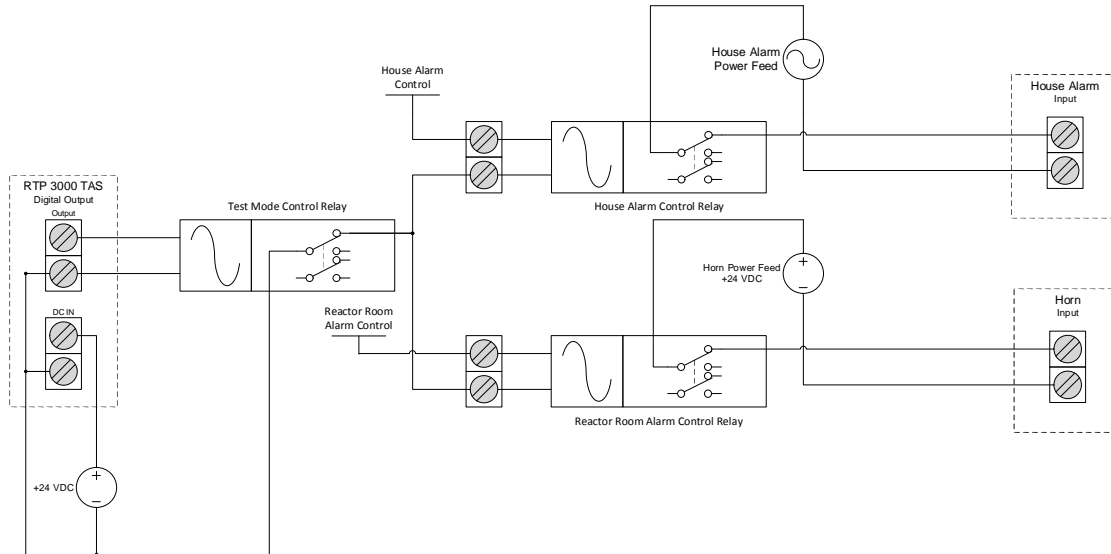 House Alarm
Power Feed
House Alarm
Control
House Alarm
Input
RTP 3000 TAS
Digital Output
Output
Test Mode Control Relay
House Alarm Control Relay
+
Horn Power Feed
+24 VDC
−
Reactor Room
Alarm Control
DC IN
Horn
Input
Reactor Room Alarm Control Relay
+
+24 VDC
−